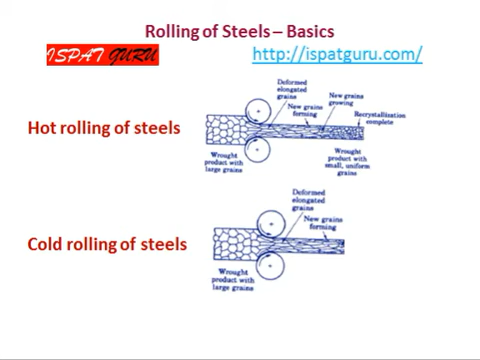 Rolling of Steels – Basics
ISPAT GURU
http://ispatguru.com/
Hot rolling of steels
Deformed
elongated
grains
New grains
forming
New grains
growing
Recrystallization
complete
Wrought
product with
large grains
Wrought
product with
small, uniform
grains
Cold rolling of steels
Deformed
elongated
grains
New grains
forming
Wrought
product with
large grains